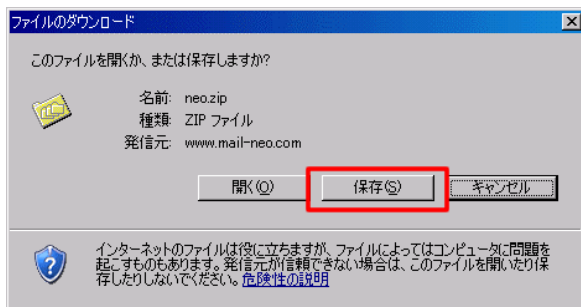 ファイルのダウンロード
このファイルを開くか、または保存しますか?
名前: neo.zip
種類: ZIP ファイル
発信元: www.mail-neo.com
開く(O) 保存(S) キャンセル
インターネットのファイルは役に立ちますが、ファイルによってはコンピュータに問題を
起こすものもあります。発信元が信頼できない場合は、このファイルを開いたり保
存したりしないでください。危険性の説明